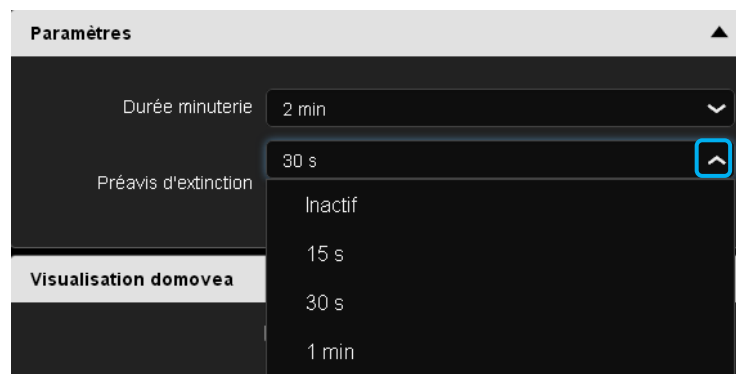 Paramètres
Durée minuterie 2 min
30 s
Préavis d'extinction
Inactif
15 s
Visualisation domovea
30 s
1 min